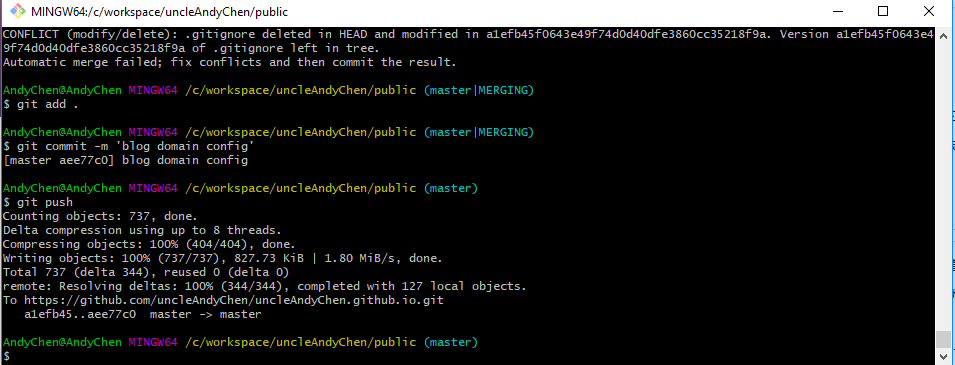 MINGW64:/c/workspace/uncleAndyChen/public
CONFLICT (modify/delete): .gitignore deleted in HEAD and modified in a1efb45f0643e49f74d0d40dfe3860cc35218f9a. Version a1efb45f0643e4
9f74d0d40dfe3860cc35218f9a of .gitignore left in tree.
Automatic merge failed; fix conflicts and then commit the result.
AndyChen@AndyChen MINGW64 /c/workspace/uncleAndyChen/public (master|MERGING)
$ git add .
AndyChen@AndyChen MINGW64 /c/workspace/uncleAndyChen/public (master|MERGING)
$ git commit -m 'blog domain config'
[master aee77c0] blog domain config
AndyChen@AndyChen MINGW64 /c/workspace/uncleAndyChen/public (master)
$ git push
Counting objects: 737, done.
Delta compression using up to 8 threads.
Compressing objects: 100% (404/404), done.
Writing objects: 100% (737/737), 827.73 KiB | 1.80 MiB/s, done.
Total 737 (delta 344), reused 0 (delta 0)
remote: Resolving deltas: 100% (344/344), completed with 127 local objects.
To https://github.com/uncleAndyChen/uncleAndyChen.github.io.git
   a1efb45..aee77c0  master -> master
AndyChen@AndyChen MINGW64 /c/workspace/uncleAndyChen/public (master)
$